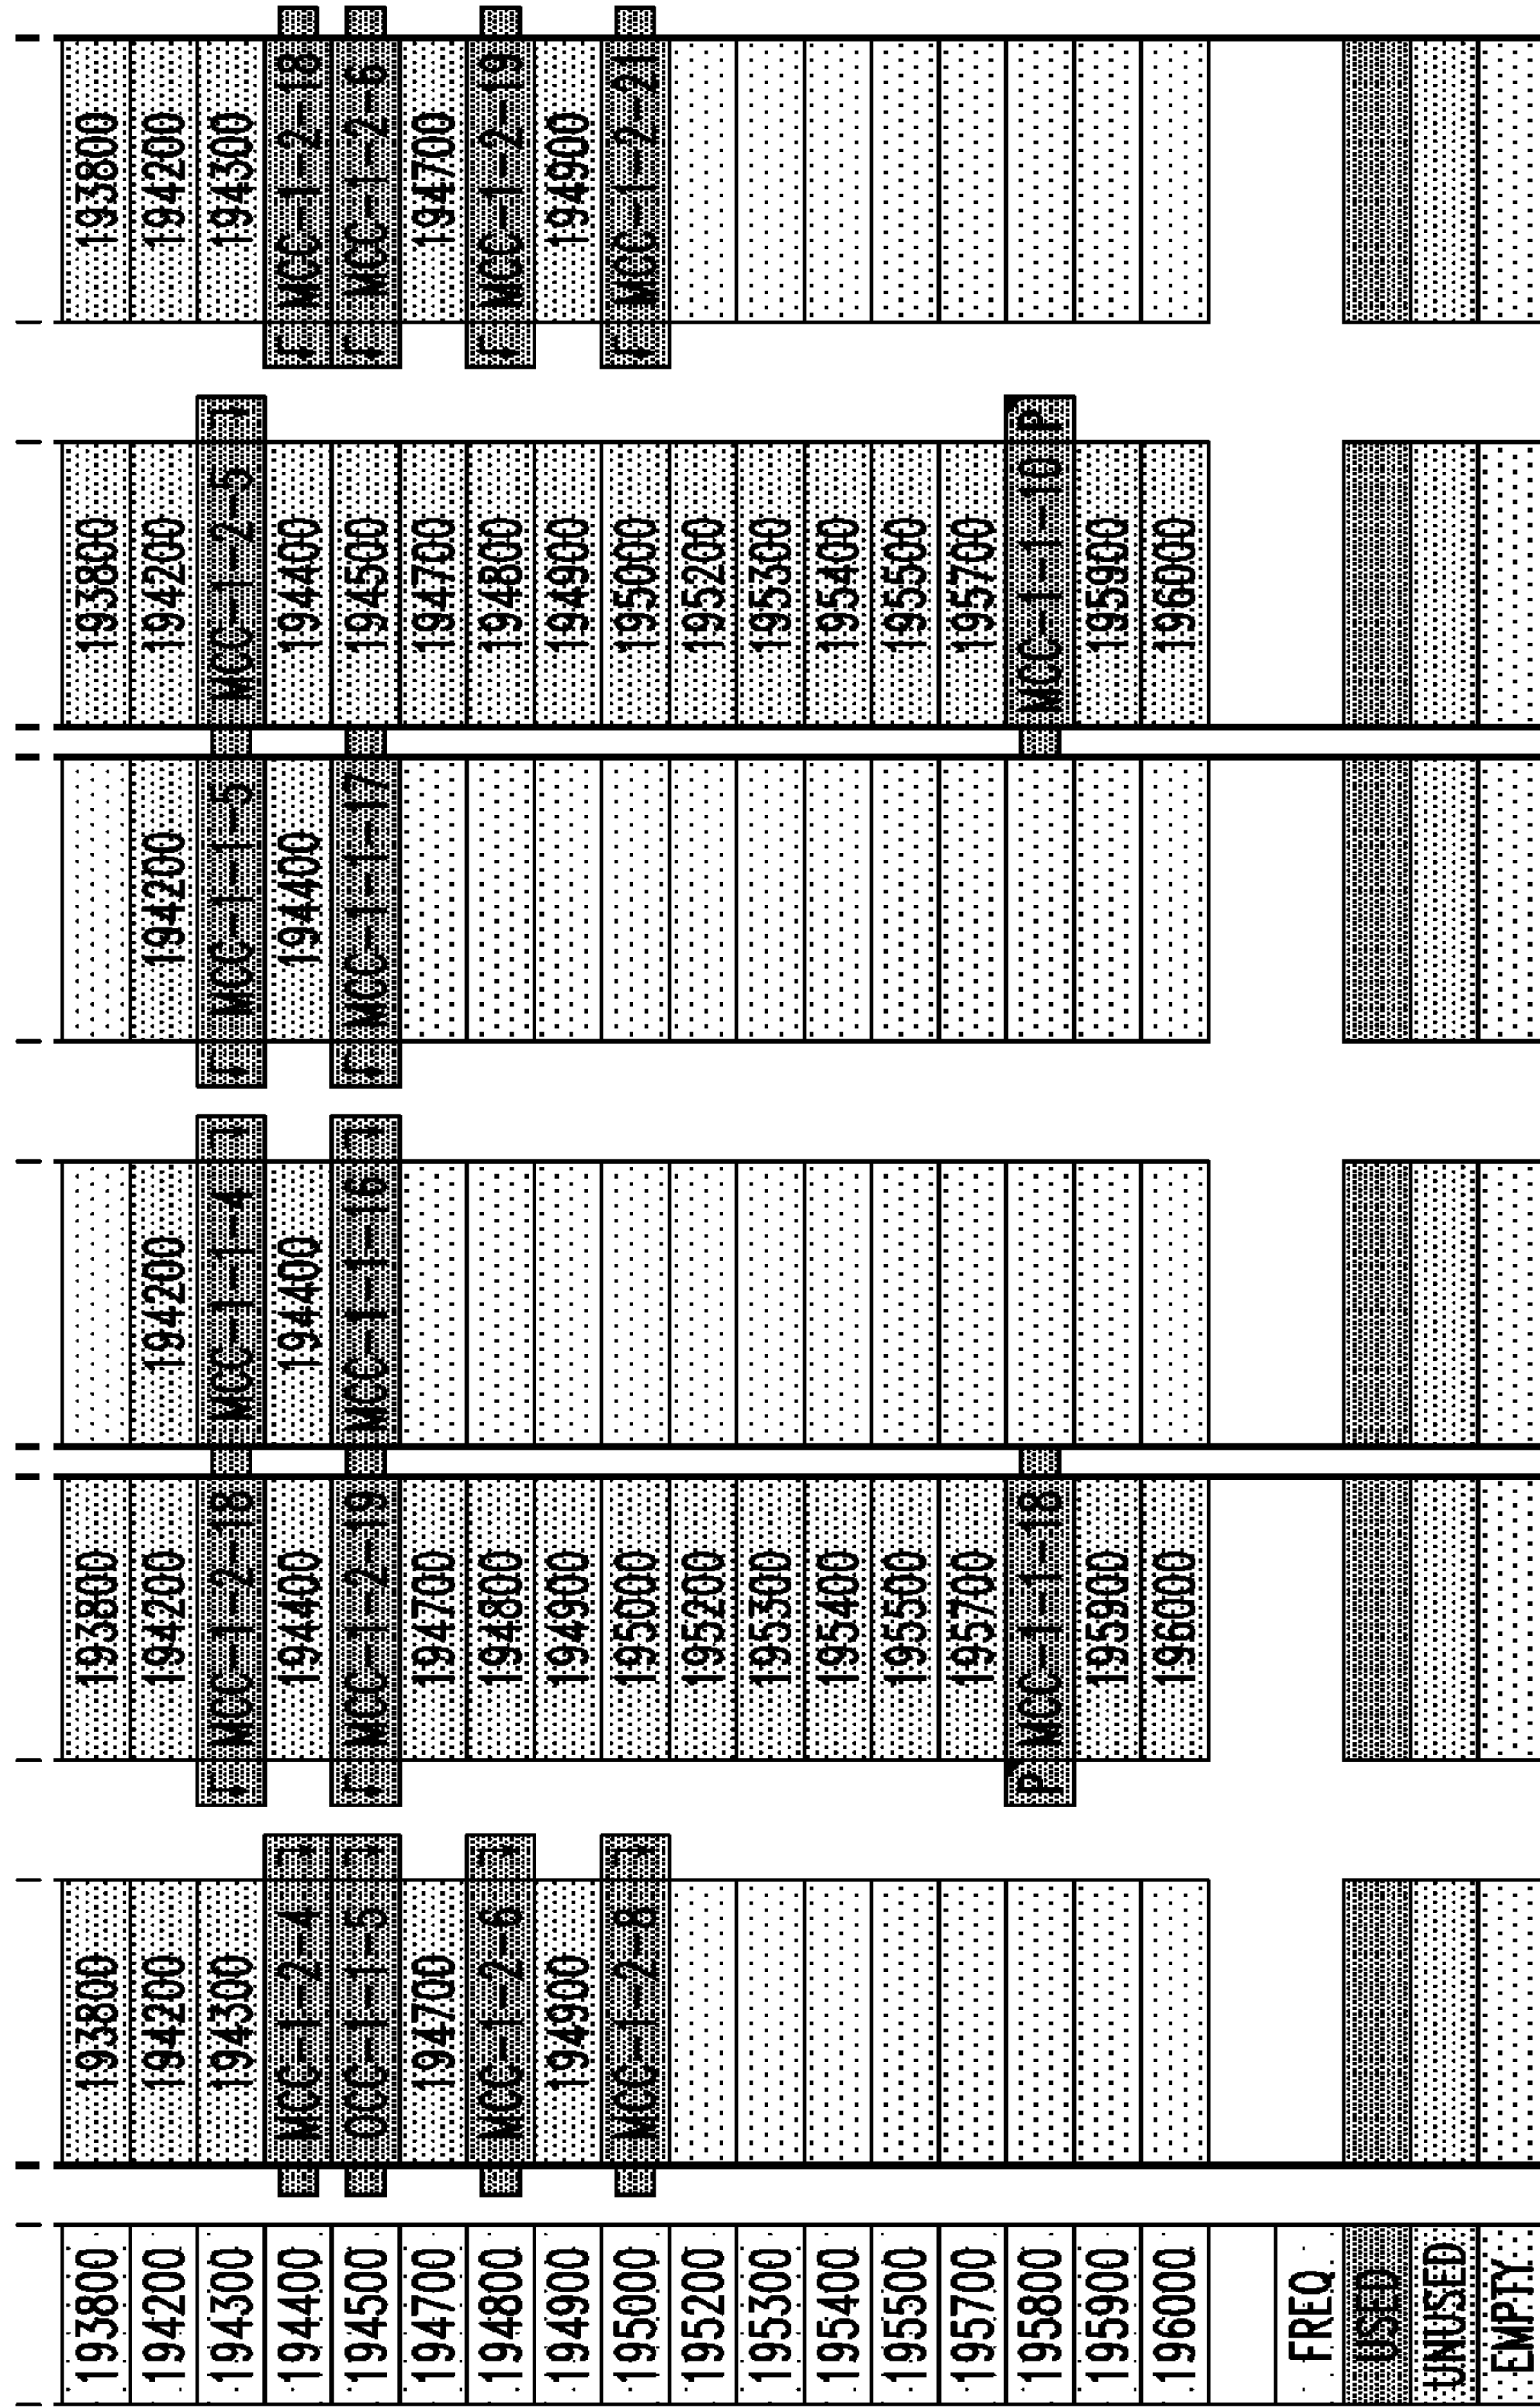 193800 193800 193800 193800 193800
194200 194200 194200 194200 194200 194200 194200
194300 194300 MCC-1-2-18 MCC-1-1-4 MCC-1-1-5 MCC-1-2-5 194300
194400 MCC-1-2-4 194400 194400 194400 194400 MCC-1-2-18
194500 OCC-1-1-5 MCC-1-2-19 MCC-1-1-16 MCC-1-1-17 194500 MCC-1-2-6
194700 194700 194700 194700 194700
194800 MCC-1-2-6 194800 194800 MCC-1-2-19
194900 194900 194900 194900 194900
195000 MCC-1-2-8 195000 195000 MCC-1-2-21
195200 195200 195200
195300 195300 195300
195400 195400 195400
195500 195500 195500
195700 195700 195700
195800 P MCC-1-1-18 MCC-1-1-10 P
195900 195900 195900
196000 196000 196000
FREQ
USED
UNUSED
EMPTY